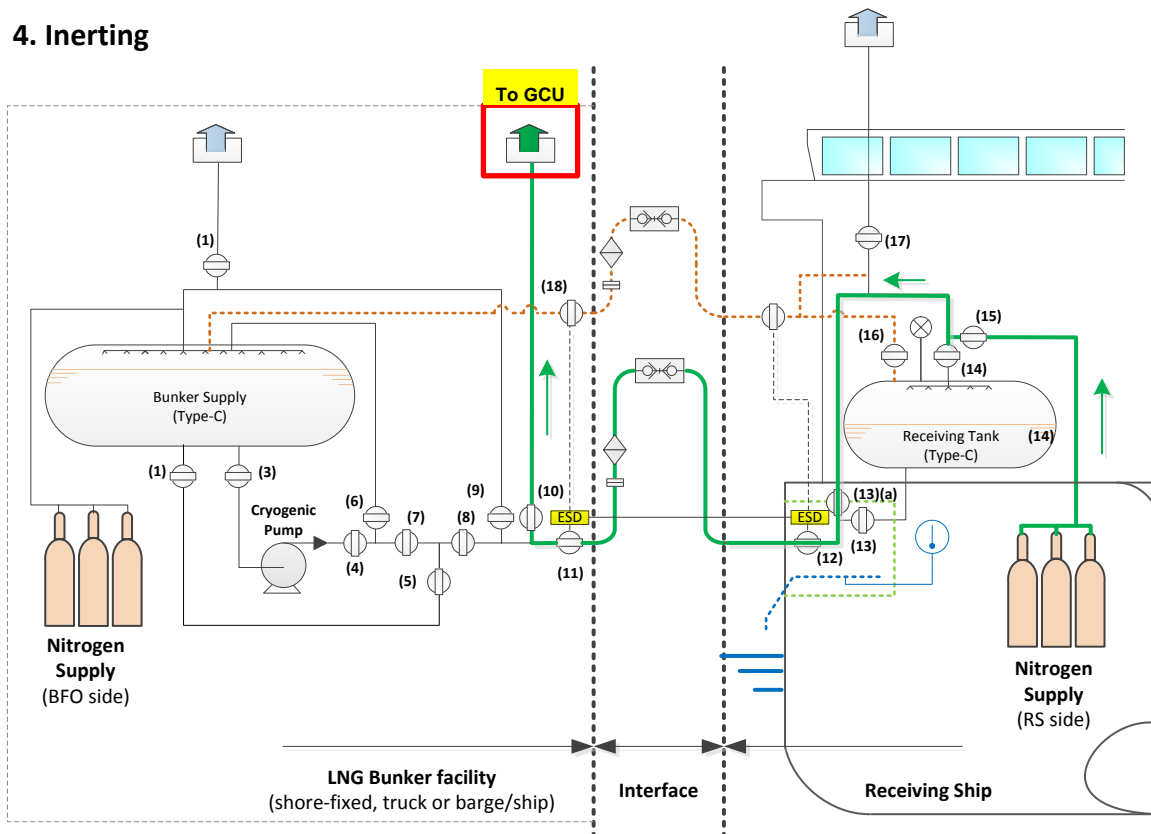 4. Inerting
To GCU
(1)
(17)
(18)
(15)
(16)
(14)
Bunker Supply
(Type-C)
Receiving Tank
(Type-C)
(14)
(1)
(3)
(6)
(9)
(10)
(13)(a)
Cryogenic
Pump
(7)
(8)
ESD
ESD
(13)
(4)
(5)
(11)
(12)
Nitrogen
Supply
(BFO side)
Nitrogen
Supply
(RS side)
LNG Bunker facility
(shore-fixed, truck or barge/ship)
Interface
Receiving Ship